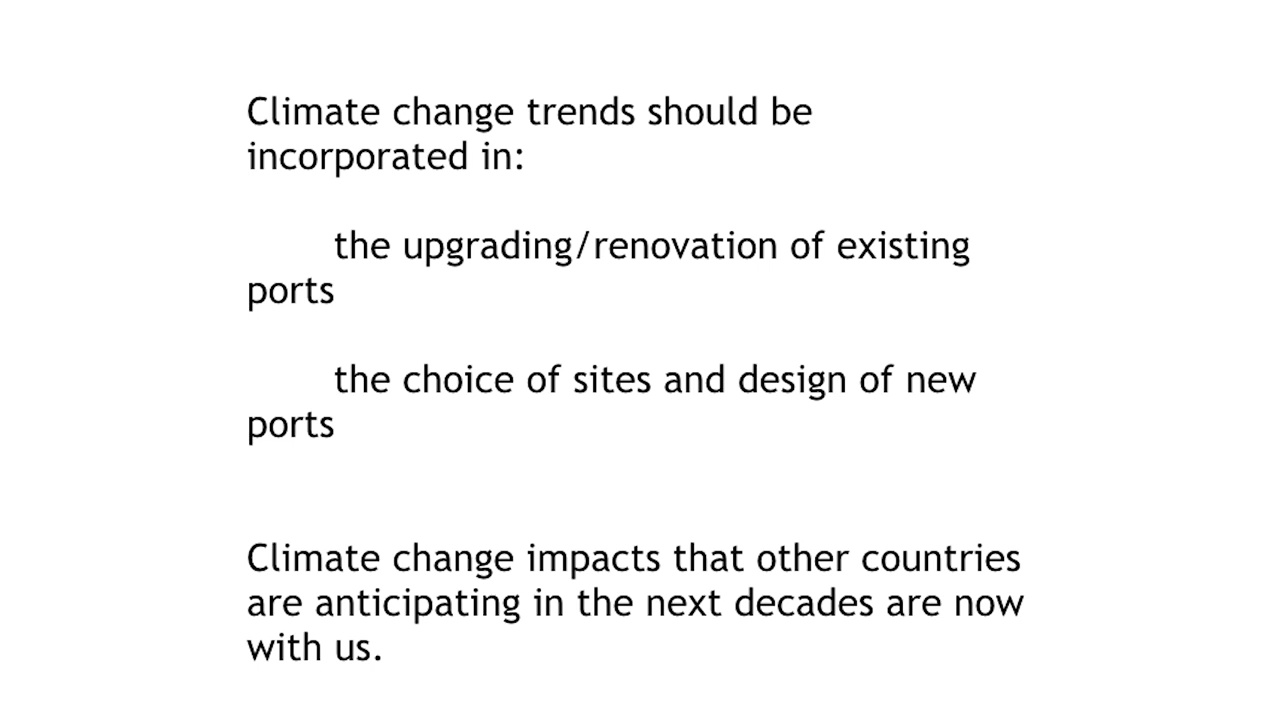 Climate change trends should be
incorporated in:
the upgrading/renovation of existing
ports
the choice of sites and design of new
ports
Climate change impacts that other countries
are anticipating in the next decades are now
with us.